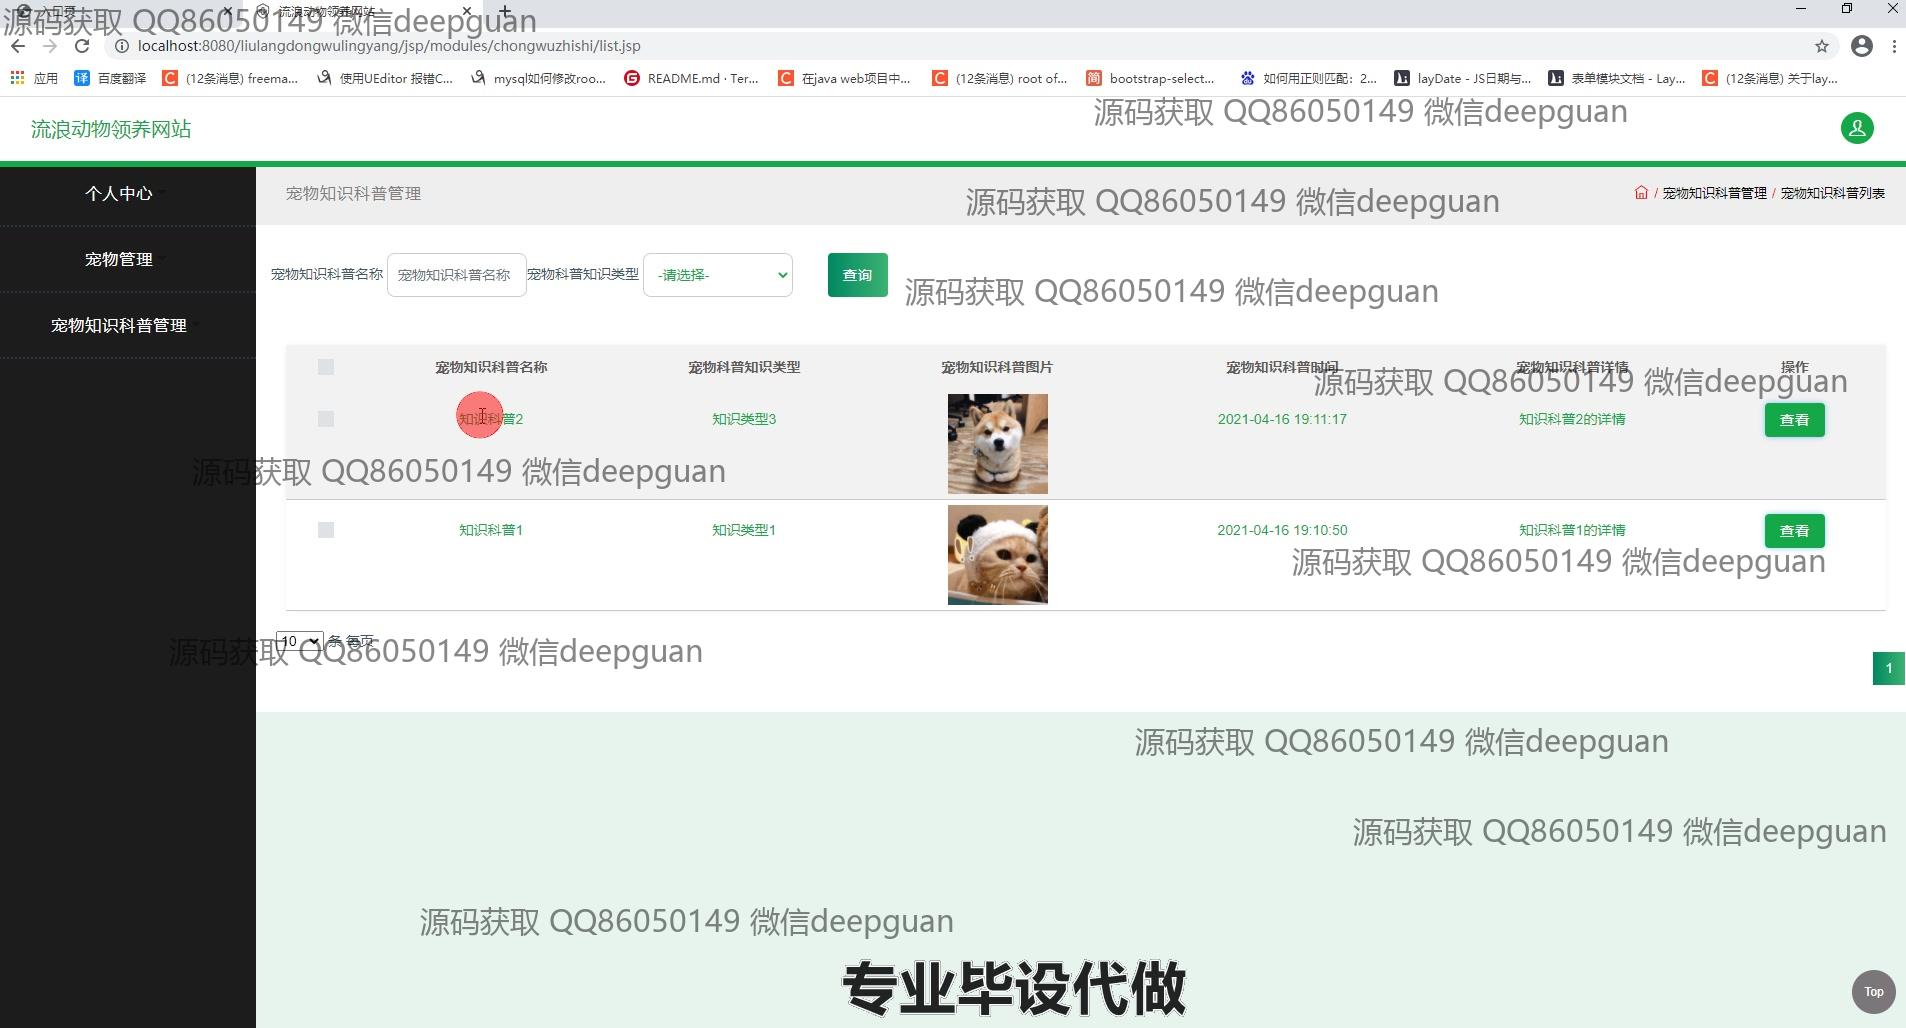 入口页
流浪动物领养网站
源码获取 QQ86050149 微信deepguan
localhost:8080/liulangdongwulingyang/jsp/modules/chongwuzhishi/list.jsp
应用 百度翻译 (12条消息) freema... 使用UEditor 报错C... mysql如何修改roo... README.md · Ter... 在java web项目中... (12条消息) root of... bootstrap-select... 如何用正则匹配：2... layDate - JS日期与... 表单模块文档 - Lay... (12条消息) 关于lay...
源码获取 QQ86050149 微信deepguan
流浪动物领养网站
个人中心
宠物知识科普管理
源码获取 QQ86050149 微信deepguan
/ 宠物知识科普管理 / 宠物知识科普列表
宠物管理
宠物知识科普管理
宠物知识科普名称 宠物知识科普名称 宠物科普知识类型 -请选择- 查询
源码获取 QQ86050149 微信deepguan
宠物知识科普名称 宠物科普知识类型 宠物知识科普图片 宠物知识科普时间 宠物知识科普详情 操作
源码获取 QQ86050149 微信deepguan
知识科普2 知识类型3 2021-04-16 19:11:17 知识科普2的详情 查看
源码获取 QQ86050149 微信deepguan
知识科普1 知识类型1 2021-04-16 19:10:50 知识科普1的详情 查看
源码获取 QQ86050149 微信deepguan
10 条 每页
源码获取 QQ86050149 微信deepguan
1
源码获取 QQ86050149 微信deepguan
源码获取 QQ86050149 微信deepguan
源码获取 QQ86050149 微信deepguan
专业毕设代做
Top